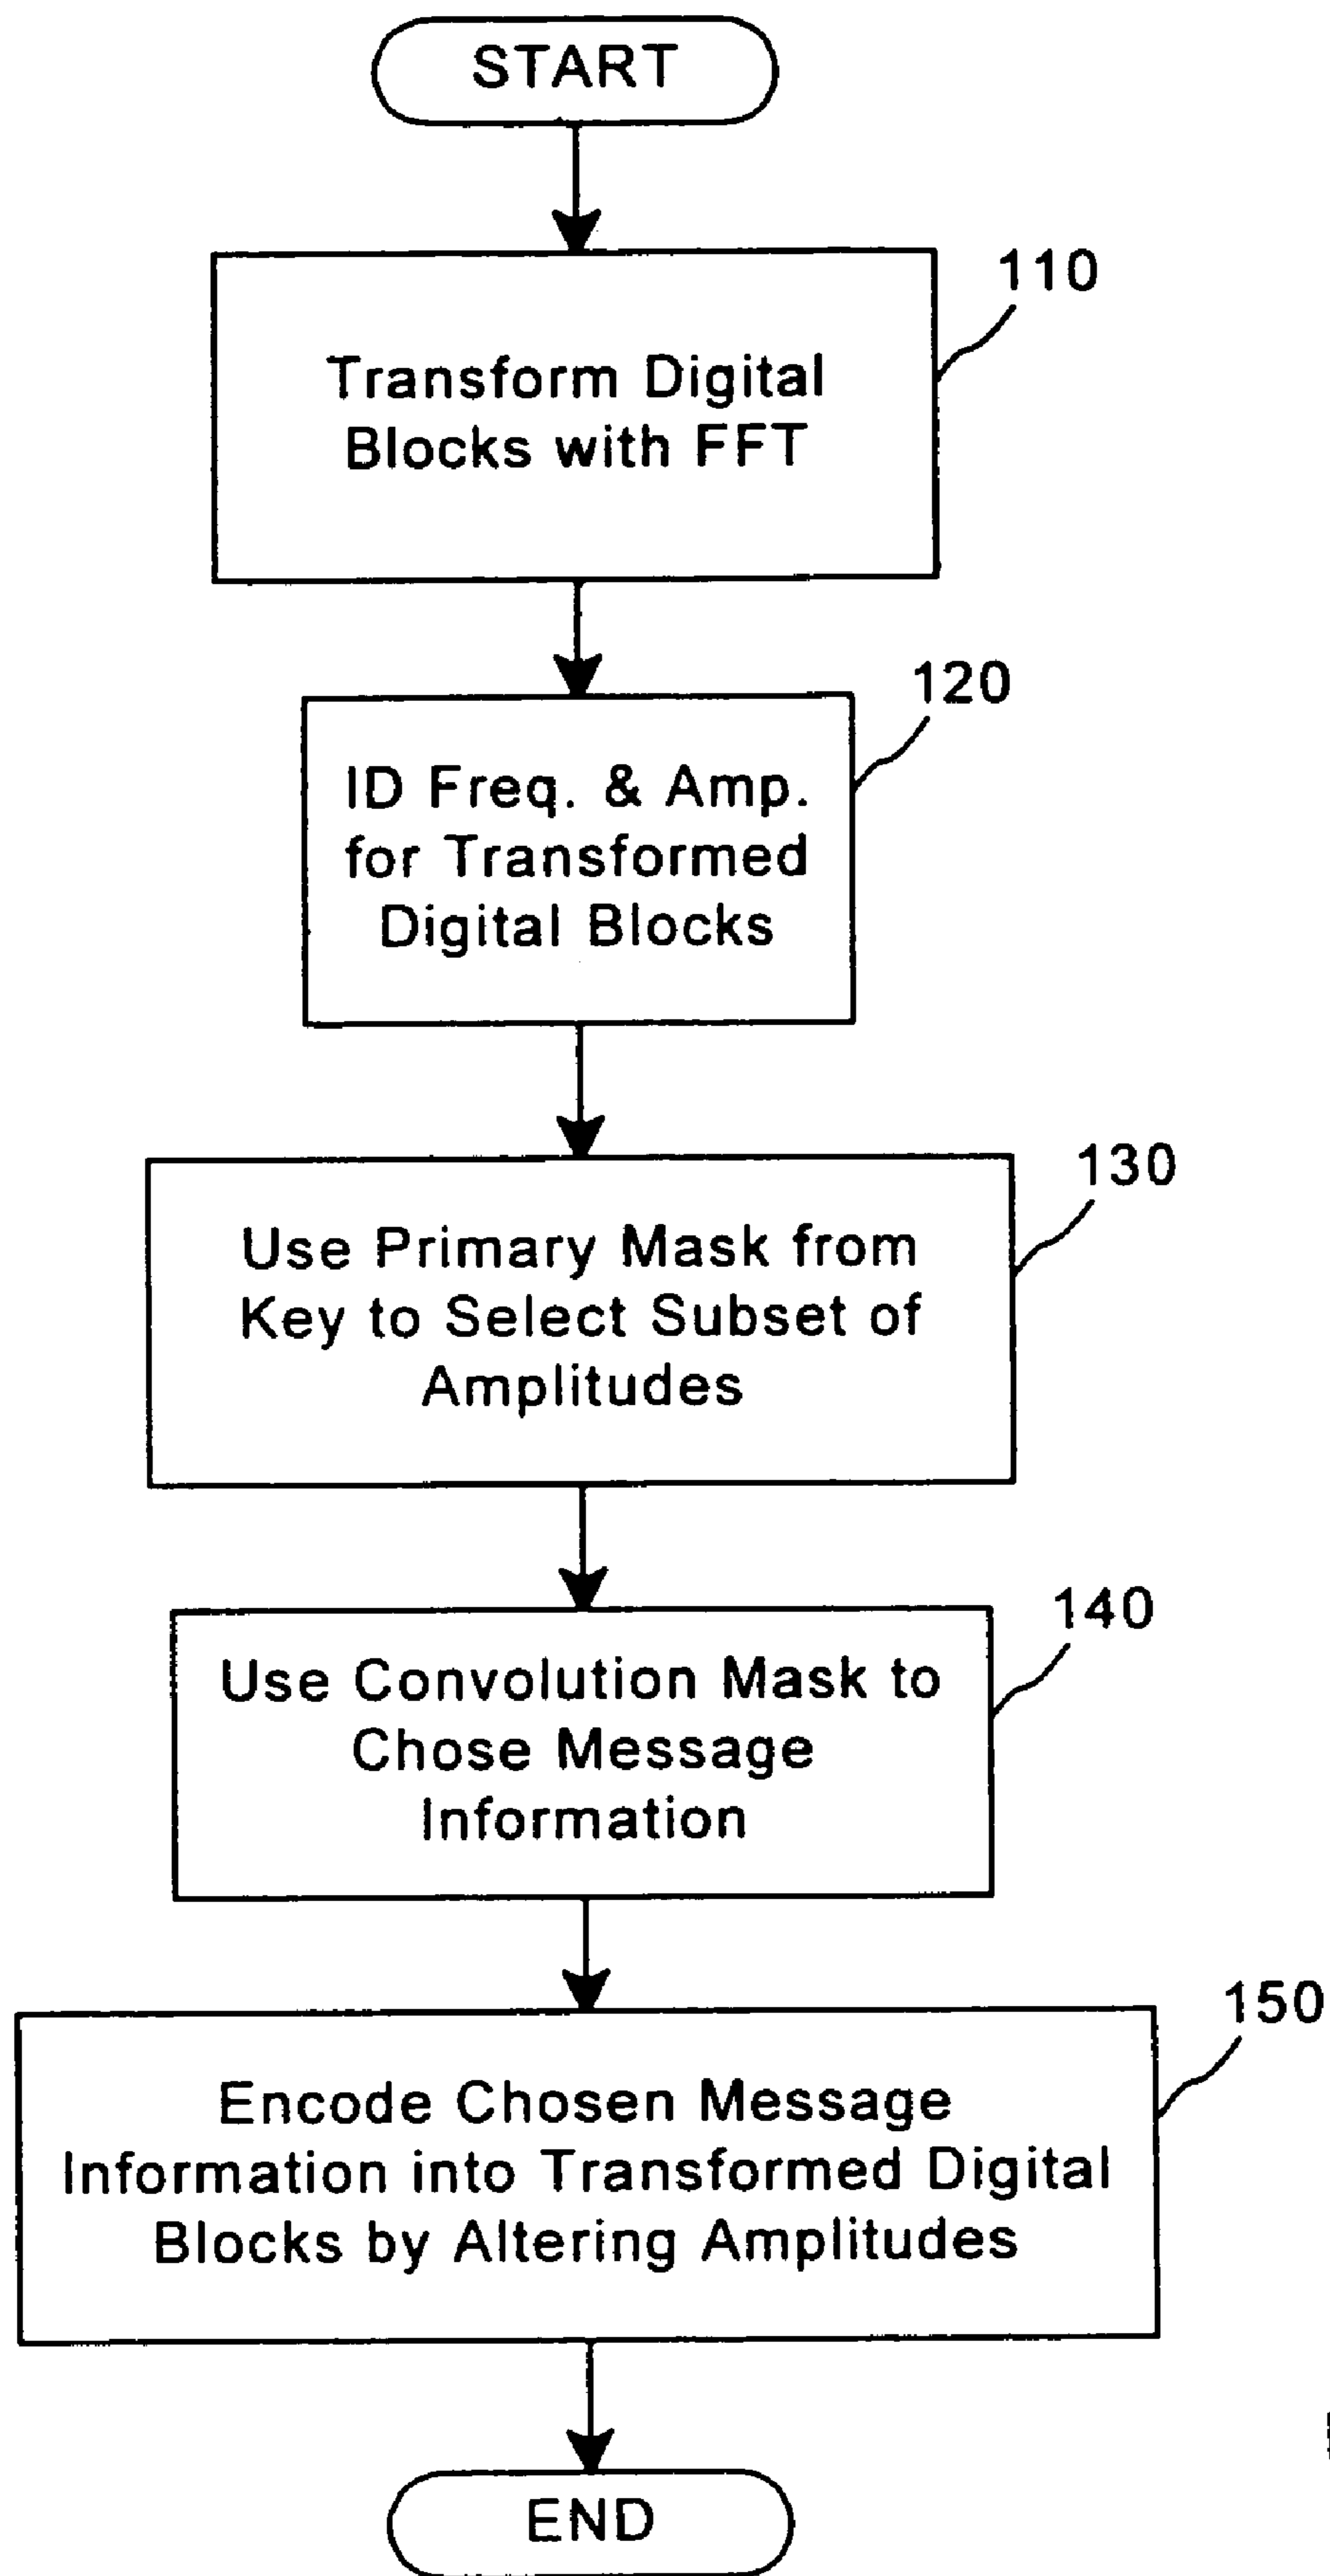 START
110
Transform Digital
Blocks with FFT
120
ID Freq. & Amp.
for Transformed
Digital Blocks
130
Use Primary Mask from
Key to Select Subset of
Amplitudes
140
Use Convolution Mask to
Chose Message
Information
150
Encode Chosen Message
Information into Transformed Digital
Blocks by Altering Amplitudes
END